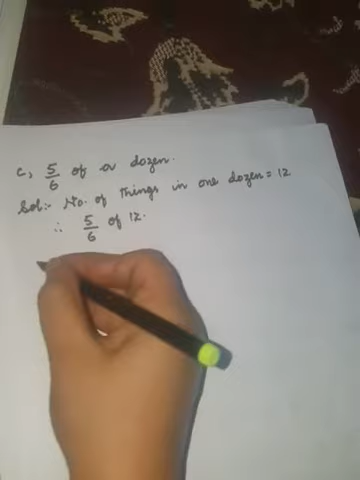 c, 5/6 of a dozen.
Sol:- No. of things in one dozen = 12
∴ 5/6 of 12.